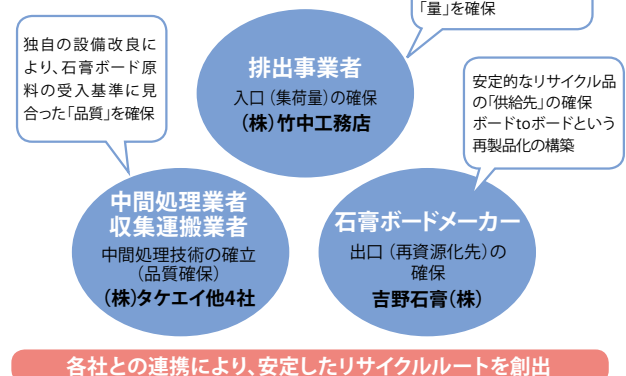 「量」を確保
独自の設備改良に
より、石膏ボード原
料の受入基準に見
合った「品質」を確保
排出事業者
入口（集荷量）の確保
（株）竹中工務店
安定的なリサイクル品
の「供給先」の確保
ボードtoボードという
再製品化の構築
中間処理業者
収集運搬業者
中間処理技術の確立
（品質確保）
（株）タケエイ他4社
石膏ボードメーカー
出口（再資源化先）の
確保
吉野石膏（株）
各社との連携により、安定したリサイクルルートを創出